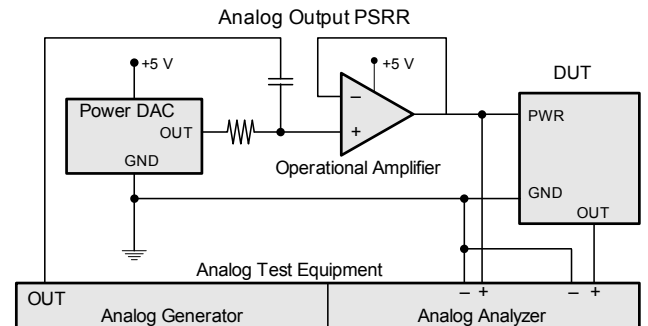 Analog Output PSRR
+5 V
+5 V
DUT
Power DAC
OUT
–
+
PWR
GND
Operational Amplifier
GND
OUT
Analog Test Equipment
– +
– +
OUT
Analog Generator
Analog Analyzer